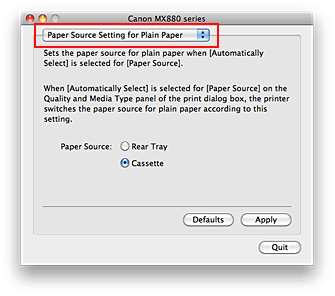 Canon MX880 series
Paper Source Setting for Plain Paper
Sets the paper source for plain paper when [Automatically
Select] is selected for [Paper Source].
When [Automatically Select] is selected for [Paper Source] on the
Quality and Media Type panel of the print dialog box, the printer
switches the paper source for plain paper according to this
setting.
Paper Source: Rear Tray
Cassette
Defaults Apply
Quit